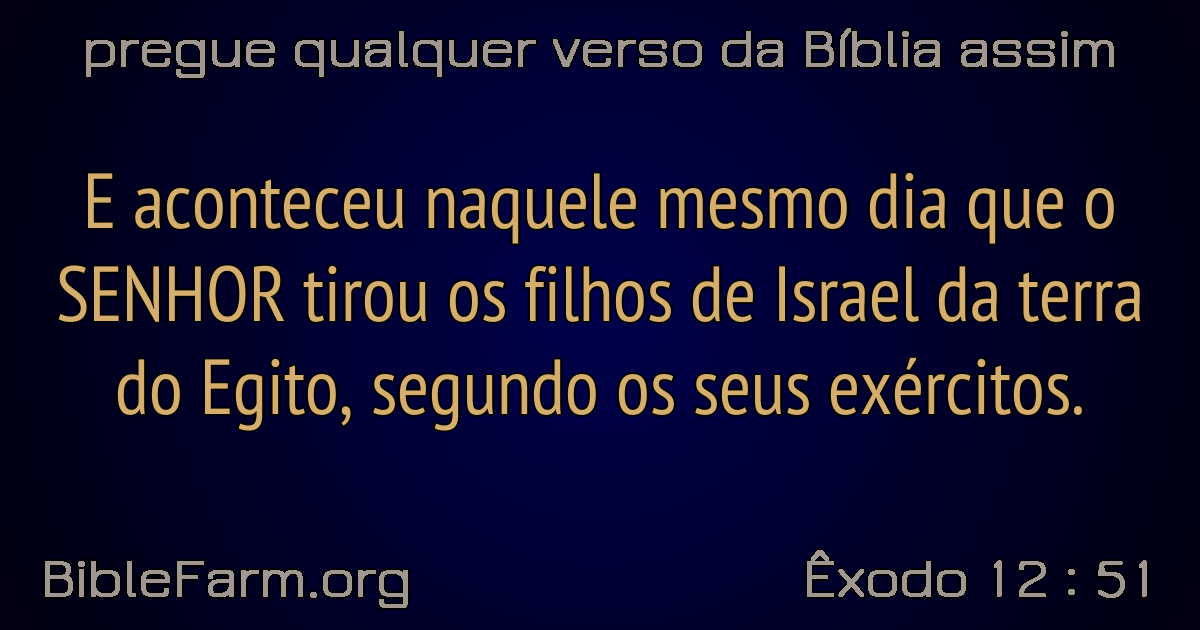 pregue qualquer verso da Bíblia assim
E aconteceu naquele mesmo dia que o
SENHOR tirou os filhos de Israel da terra
do Egito, segundo os seus exércitos.
BibleFarm.org
Êxodo 12 : 51